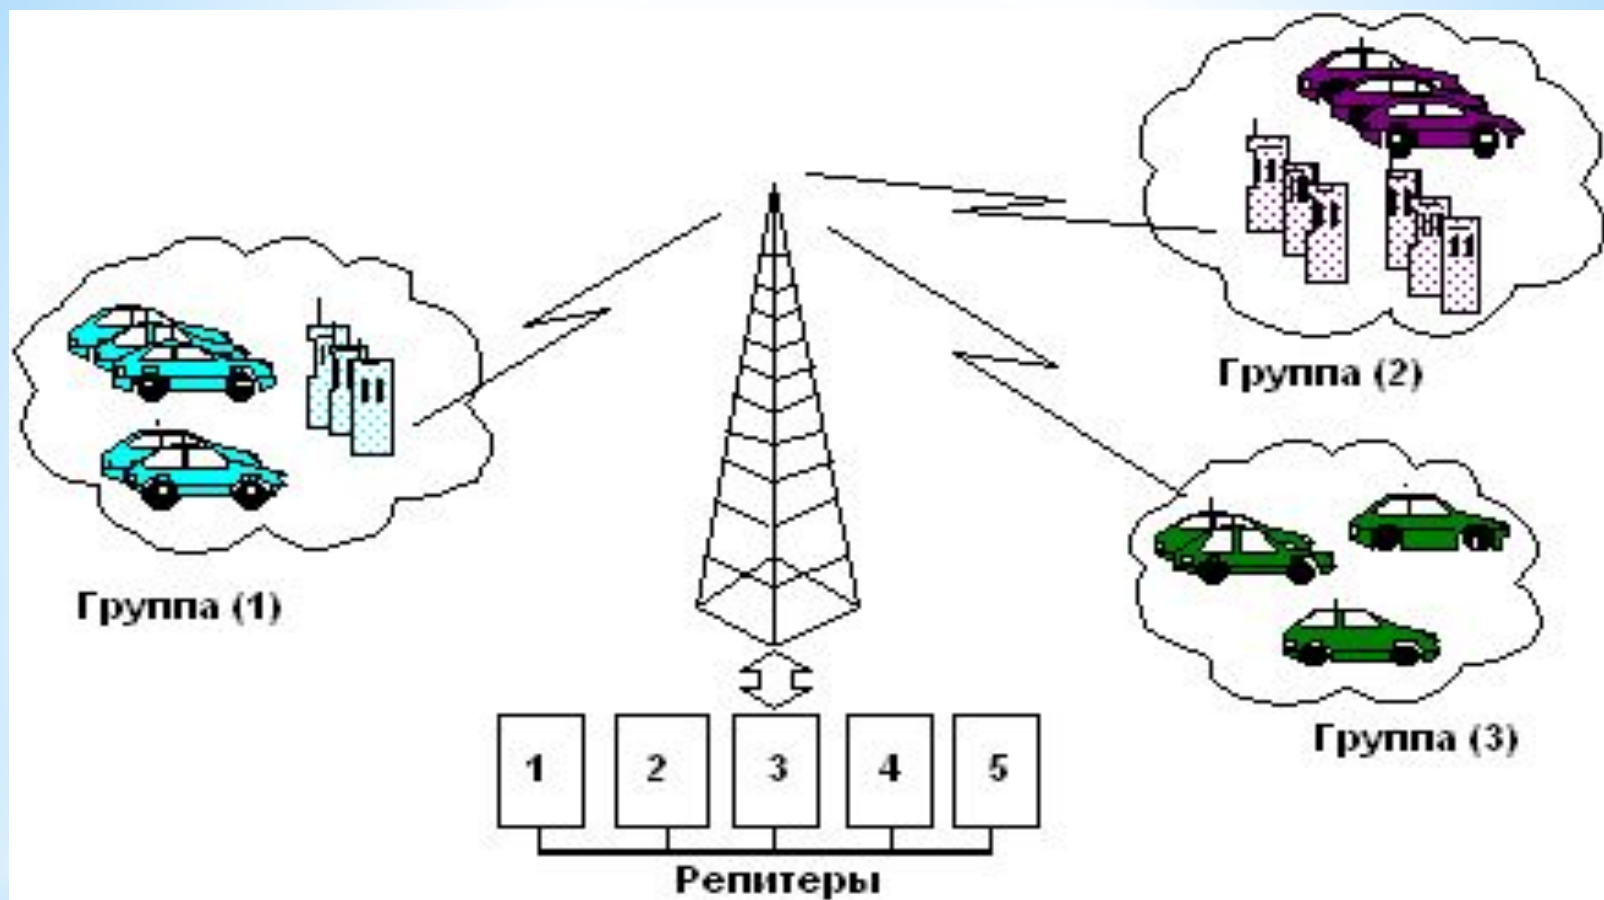 Группа (2)
Группа (1)
Группа (3)
1 2 3 4 5
Репитеры